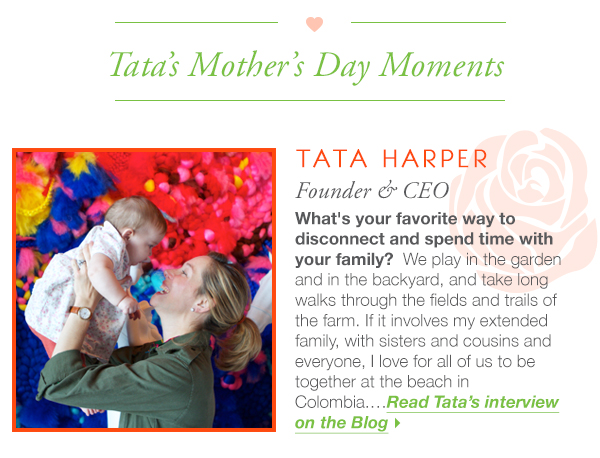 Tata's Mother's Day Moments
TATA HARPER
Founder & CEO
What's your favorite way to
disconnect and spend time with
your family?  We play in the garden
and in the backyard, and take long
walks through the fields and trails of
the farm. If it involves my extended
family, with sisters and cousins and
everyone, I love for all of us to be
together at the beach in
Colombia....Read Tata's interview
on the Blog